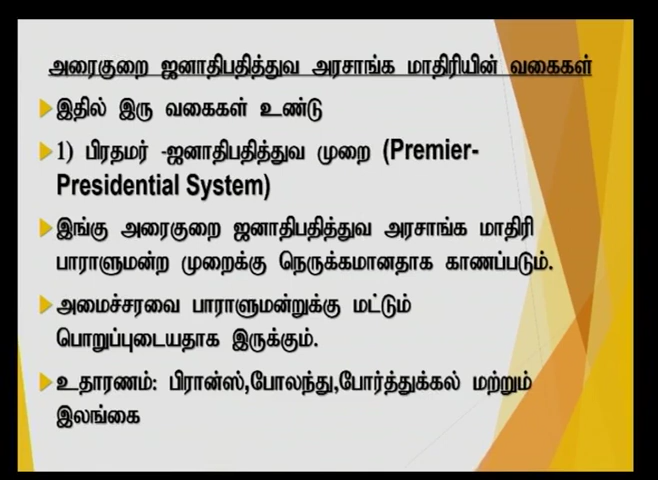 அரைகுறை ஜனாதிபதித்துவ அரசாங்க மாதிரியின் வகைகள்
இதில் இரு வகைகள் உண்டு
1) பிரதமர் -ஜனாதிபதித்துவ முறை (Premier-
Presidential System)
இங்கு அரைகுறை ஜனாதிபதித்துவ அரசாங்க மாதிரி
பாராளுமன்ற முறைக்கு நெருக்கமானதாக காணப்படும்.
அமைச்சரவை பாராளுமன்றுக்கு மட்டும்
பொறுப்புடையதாக இருக்கும்.
உதாரணம்: பிரான்ஸ்,போலந்து,போர்த்துக்கல் மற்றும்
இலங்கை